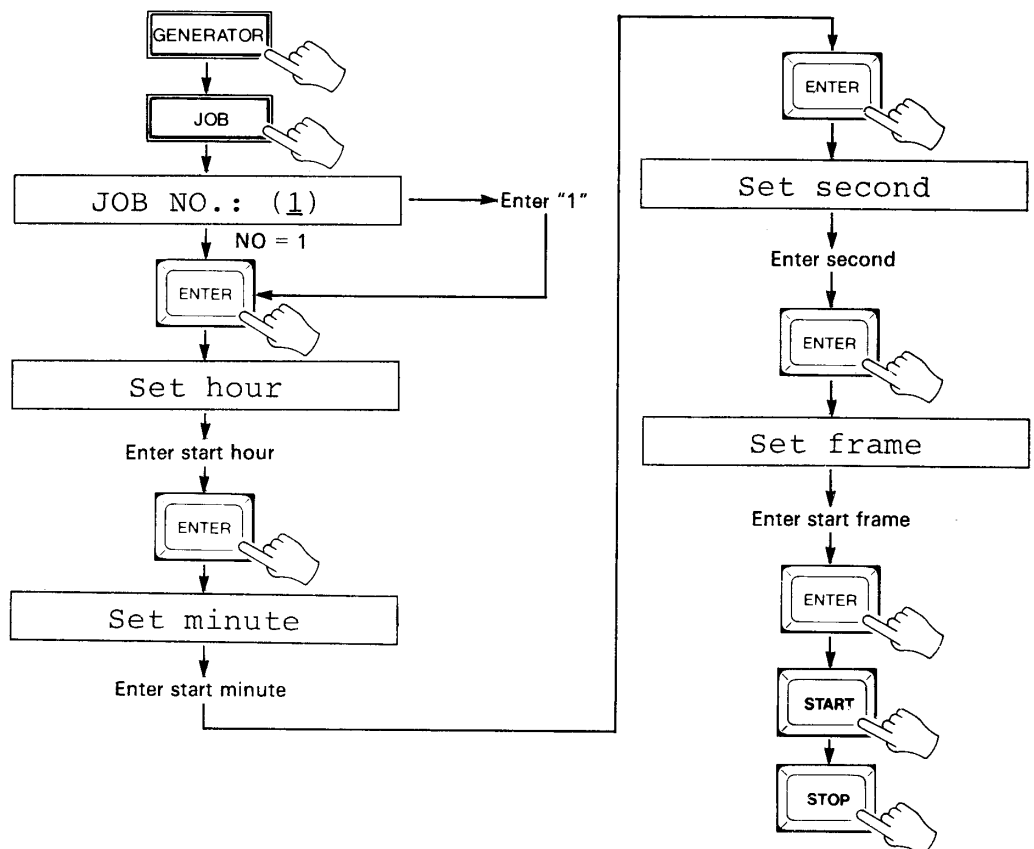 GENERATOR
JOB
JOB NO.: (1)
Enter "1"
NO = 1
ENTER
Set hour
Enter start hour
ENTER
Set minute
Enter start minute
ENTER
Set second
Enter second
ENTER
Set frame
Enter start frame
ENTER
START
STOP